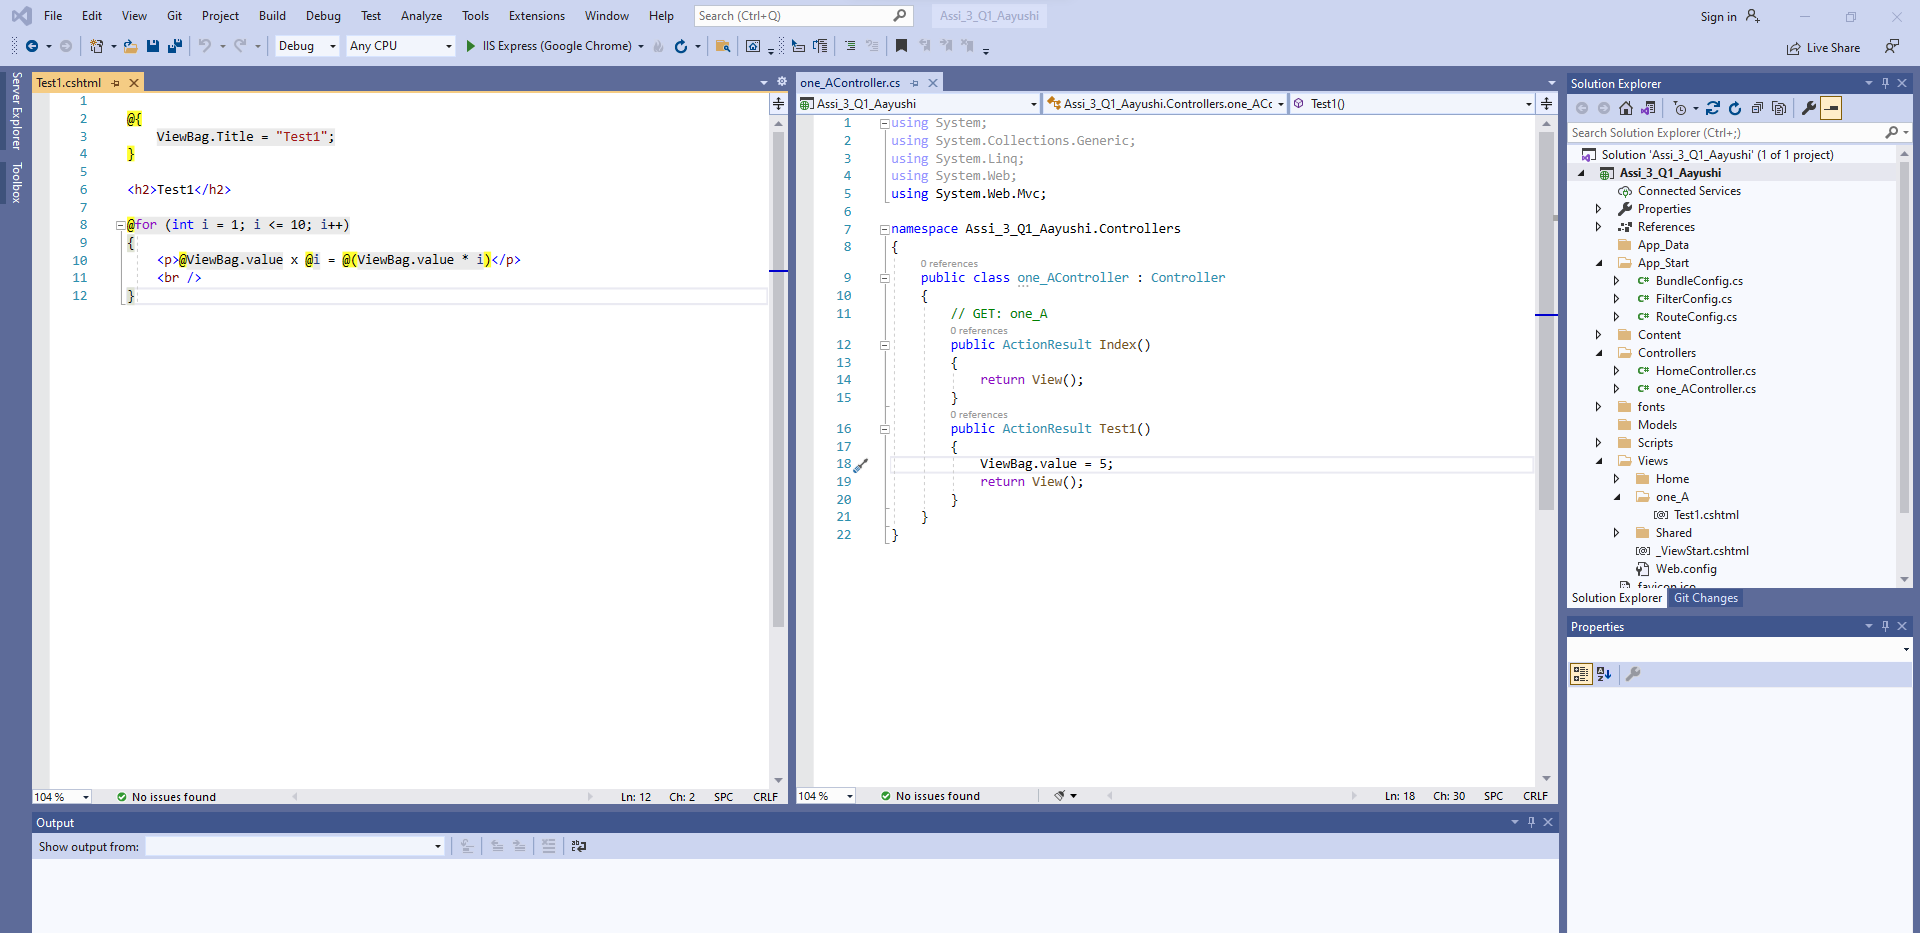 File Edit View Git Project Build Debug Test Analyze Tools Extensions Window Help Search (Ctrl+Q) Assi_3_Q1_Aayushi Sign in
Debug Any CPU IIS Express (Google Chrome) Live Share
Server Explorer
Toolbox
Test1.cshtml
1
2 @{
3 ViewBag.Title = "Test1";
4 }
5
6 <h2>Test1</h2>
7
8 @for (int i = 1; i <= 10; i++)
9 {
10 <p>@ViewBag.value x @i = @(ViewBag.value * i)</p>
11 <br />
12 }
104 % No issues found Ln: 12 Ch: 2 SPC CRLF
one_AController.cs
Assi_3_Q1_Aayushi Assi_3_Q1_Aayushi.Controllers.one_ACc Test1()
1 using System;
2 using System.Collections.Generic;
3 using System.Linq;
4 using System.Web;
5 using System.Web.Mvc;
6
7 namespace Assi_3_Q1_Aayushi.Controllers
8 {
0 references
9 public class one_AController : Controller
10 {
11 // GET: one_A
0 references
12 public ActionResult Index()
13 {
14 return View();
15 }
0 references
16 public ActionResult Test1()
17 {
18 ViewBag.value = 5;
19 return View();
20 }
21 }
22 }
104 % No issues found Ln: 18 Ch: 30 SPC CRLF
Solution Explorer
Search Solution Explorer (Ctrl+;)
Solution 'Assi_3_Q1_Aayushi' (1 of 1 project)
Assi_3_Q1_Aayushi
Connected Services
Properties
References
App_Data
App_Start
C# BundleConfig.cs
C# FilterConfig.cs
C# RouteConfig.cs
Content
Controllers
C# HomeController.cs
C# one_AController.cs
fonts
Models
Scripts
Views
Home
one_A
[@] Test1.cshtml
Shared
[@] _ViewStart.cshtml
Web.config
favicon.ico
Solution Explorer Git Changes
Properties
Output
Show output from: